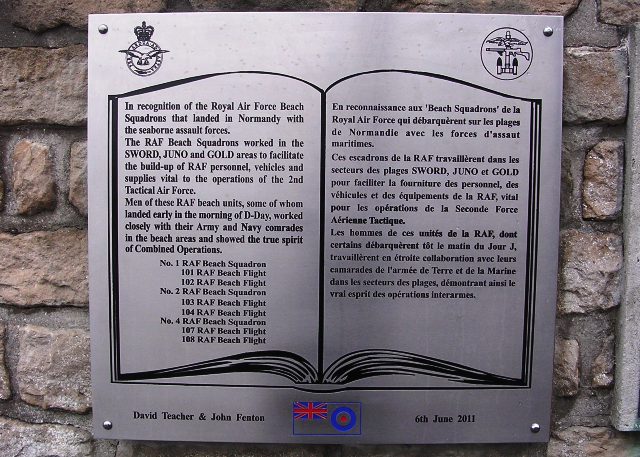 In recognition of the Royal Air Force Beach
Squadrons that landed in Normandy with
the seaborne assault forces.
The RAF Beach Squadrons worked in the
SWORD, JUNO and GOLD areas to facilitate
the build-up of RAF personnel, vehicles and
supplies vital to the operations of the 2nd
Tactical Air Force.
Men of these RAF beach units, some of whom
landed early in the morning of D-Day, worked
closely with their Army and Navy comrades
in the beach areas and showed the true spirit
of Combined Operations.
No. 1 RAF Beach Squadron
101 RAF Beach Flight
102 RAF Beach Flight
No. 2 RAF Beach Squadron
103 RAF Beach Flight
104 RAF Beach Flight
No. 4 RAF Beach Squadron
107 RAF Beach Flight
108 RAF Beach Flight
En reconnaissance aux 'Beach Squadrons' de la
Royal Air Force qui débarquèrent sur les plages
de Normandie avec les forces d'assaut
maritimes.
Ces escadrons de la RAF travaillèrent dans les
secteurs des plages SWORD, JUNO et GOLD
pour faciliter la fourniture des personnel, des
véhicules et des équipements de la RAF, vital
pour les opérations de la Seconde Force
Aérienne Tactique.
Les hommes de ces unités de la RAF, dont
certains débarquèrent tôt le matin du Jour J,
travaillèrent en étroite collaboration avec leurs
camarades de l'armée de Terre et de la Marine
dans les secteurs des plages, démontrant ainsi le
vrai esprit des opérations interarmes.
David Teacher & John Fenton
6th June 2011